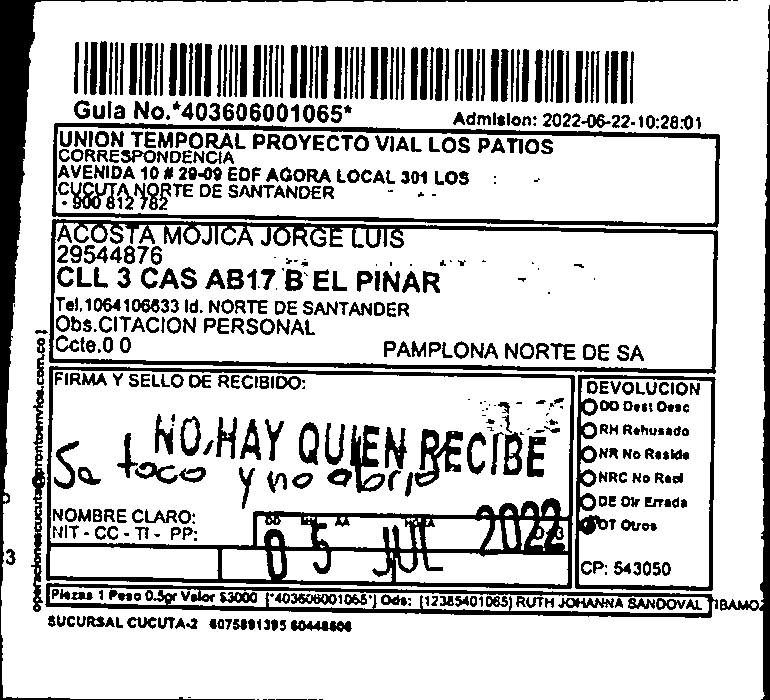 Guia No.*403606001065*
Admision: 2022-06-22-10:28:01
UNION TEMPORAL PROYECTO VIAL LOS PATIOS
CORRESPONDENCIA
AVENIDA 10 # 29-09 EDF AGORA LOCAL 301 LOS
CUCUTA NORTE DE SANTANDER
- 900 812 782
ACOSTA MOJICA JORGE LUIS
29544876
CLL 3 CAS AB17 B EL PINAR
Tel.1064106633 Id. NORTE DE SANTANDER
Obs.CITACION PERSONAL
Ccte.0 0
PAMPLONA NORTE DE SA
FIRMA Y SELLO DE RECIBIDO:
NO HAY QUIEN RECIBE
Se toco y no abrio
NOMBRE CLARO:
NIT - CC - TI - PP:
05 JUL 2022
DEVOLUCION
DD Dest Desc
RH Rehusado
NR No Reside
NRC No Recl
DE Dir Errada
OT Otros
CP: 543050
operacionescucuta@prontoenvios.com.co
3
Piezas 1 Peso 0.5gr Valor $3000 [*403606001065*] Ods: [12385401065] RUTH JOHANNA SANDOVAL TIBAMOZ
SUCURSAL CUCUTA-2 6075891395 60448606